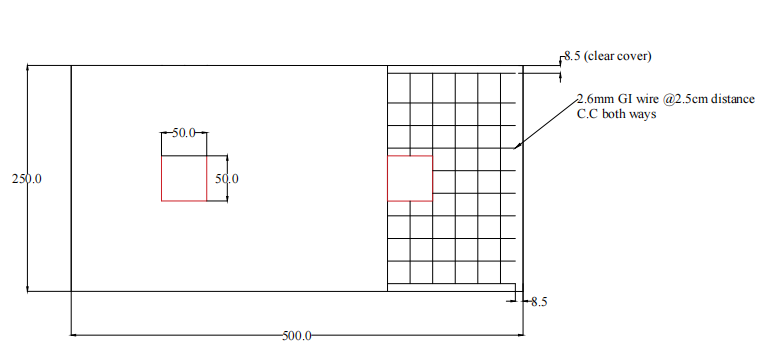 8.5 (clear cover)
2.6mm GI wire @2.5cm distance
C.C both ways
50.0
250.0
50.0
8.5
500.0